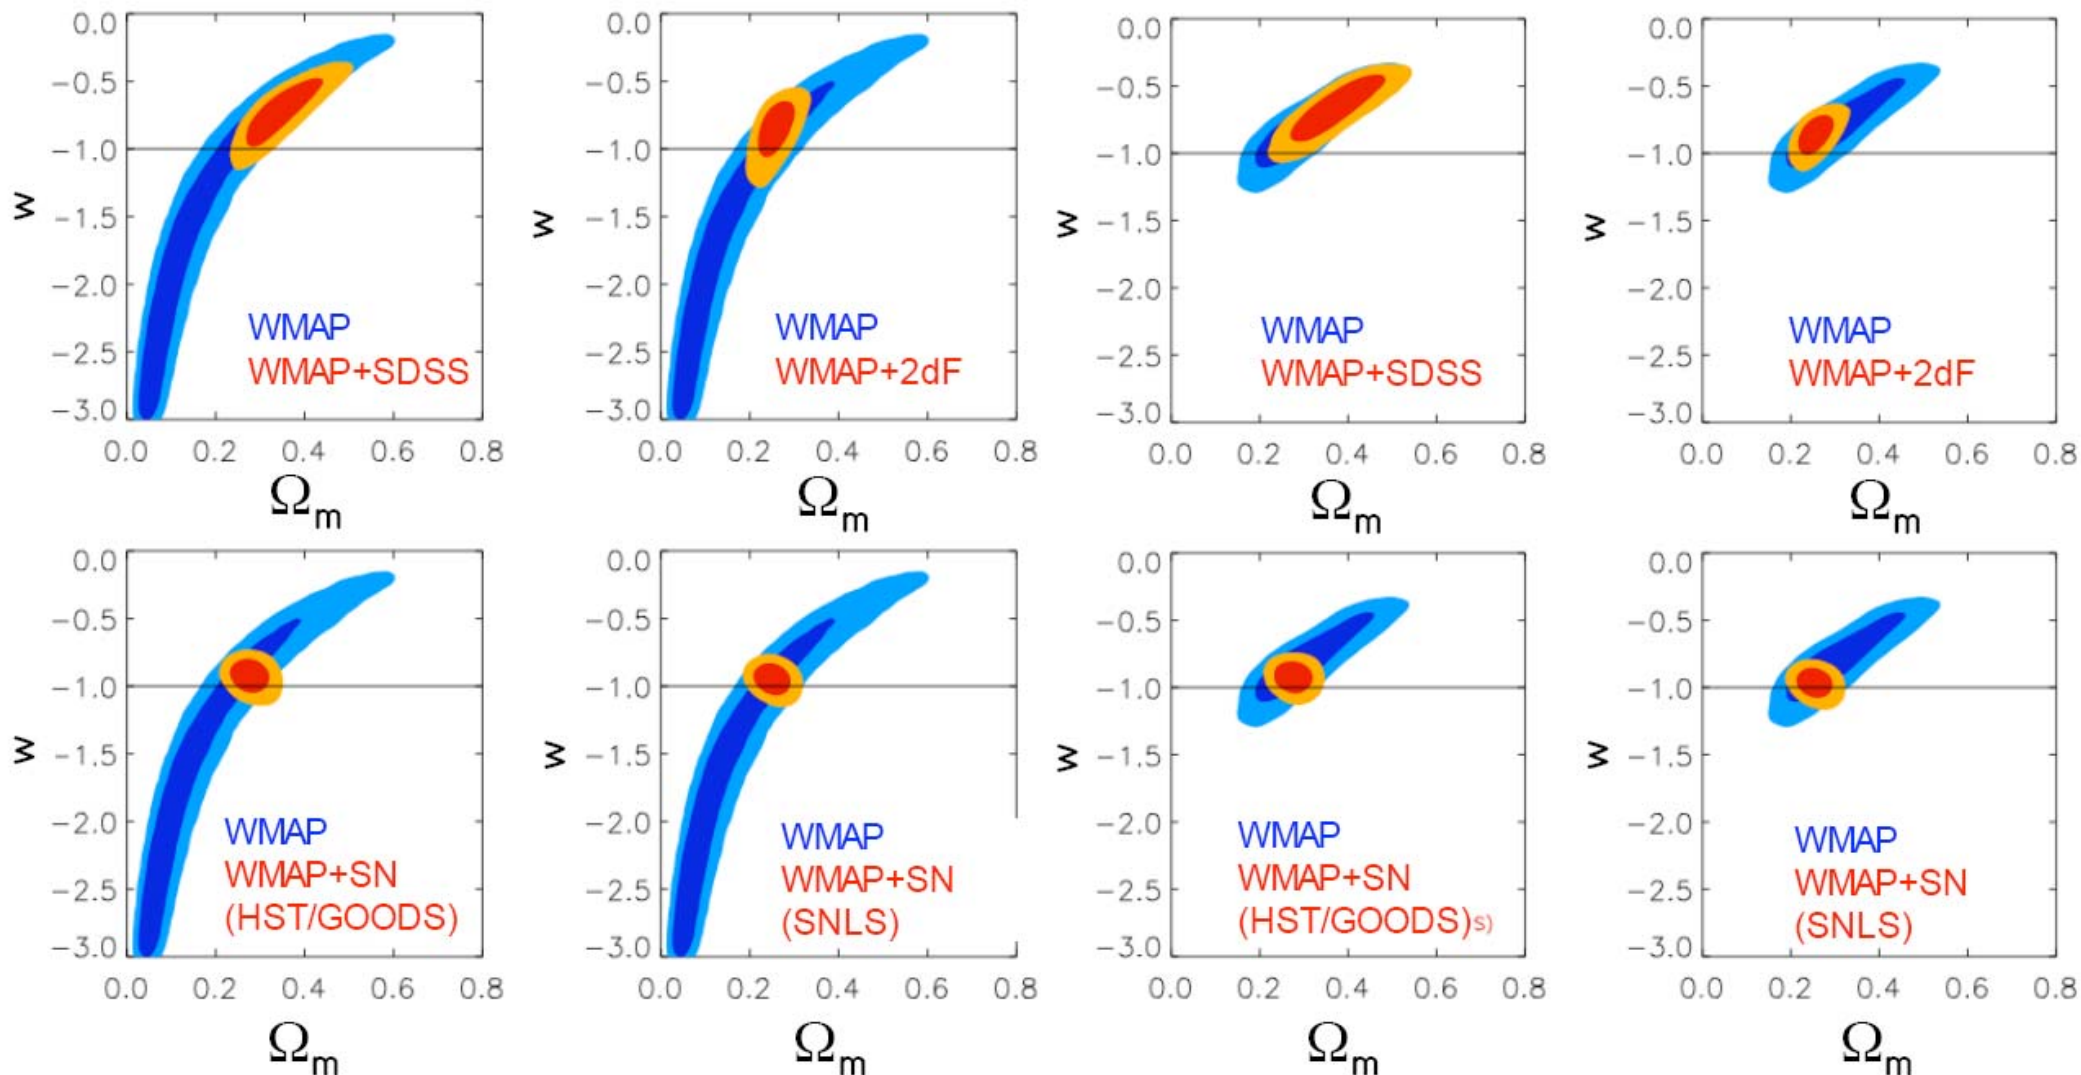 0.0
−0.5
−1.0
−1.5
−2.0
−2.5
−3.0
w
WMAP
WMAP+SDSS
0.0 0.2 0.4 0.6 0.8
Ωm
0.0
−0.5
−1.0
−1.5
−2.0
−2.5
−3.0
w
WMAP
WMAP+2dF
0.0 0.2 0.4 0.6 0.8
Ωm
0.0
−0.5
−1.0
−1.5
−2.0
−2.5
−3.0
w
WMAP
WMAP+SDSS
0.0 0.2 0.4 0.6 0.8
Ωm
0.0
−0.5
−1.0
−1.5
−2.0
−2.5
−3.0
w
WMAP
WMAP+2dF
0.0 0.2 0.4 0.6 0.8
Ωm
0.0
−0.5
−1.0
−1.5
−2.0
−2.5
−3.0
w
WMAP
WMAP+SN
(HST/GOODS)
0.0 0.2 0.4 0.6 0.8
Ωm
0.0
−0.5
−1.0
−1.5
−2.0
−2.5
−3.0
w
WMAP
WMAP+SN
(SNLS)
0.0 0.2 0.4 0.6 0.8
Ωm
0.0
−0.5
−1.0
−1.5
−2.0
−2.5
−3.0
w
WMAP
WMAP+SN
(HST/GOODS)s)
0.0 0.2 0.4 0.6 0.8
Ωm
0.0
−0.5
−1.0
−1.5
−2.0
−2.5
−3.0
w
WMAP
WMAP+SN
(SNLS)
0.0 0.2 0.4 0.6 0.8
Ωm